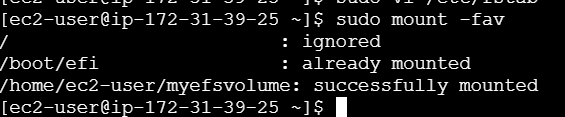 [ec2-user@ip-172-31-39-25 ~]$ sudo vi /etc/fstab
[ec2-user@ip-172-31-39-25 ~]$ sudo mount -fav
/                        : ignored
/boot/efi                : already mounted
/home/ec2-user/myefsvolume: successfully mounted
[ec2-user@ip-172-31-39-25 ~]$